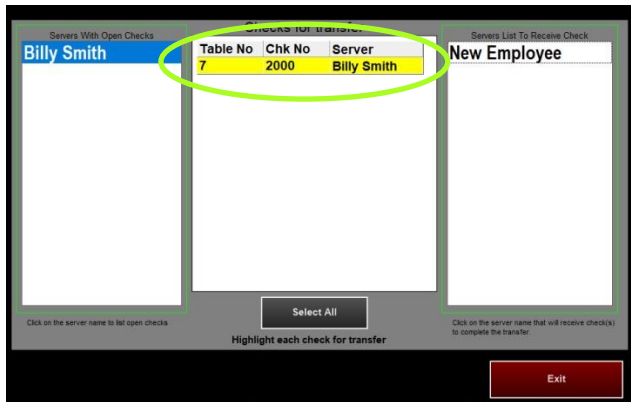 Servers With Open Checks
Billy Smith
Click on the server name to list open checks
Checks for transfer
Table No Chk No Server
7 2000 Billy Smith
Select All
Highlight each check for transfer
Servers List To Receive Check
New Employee
Click on the server name that will receive check(s)
to complete the transfer.
Exit